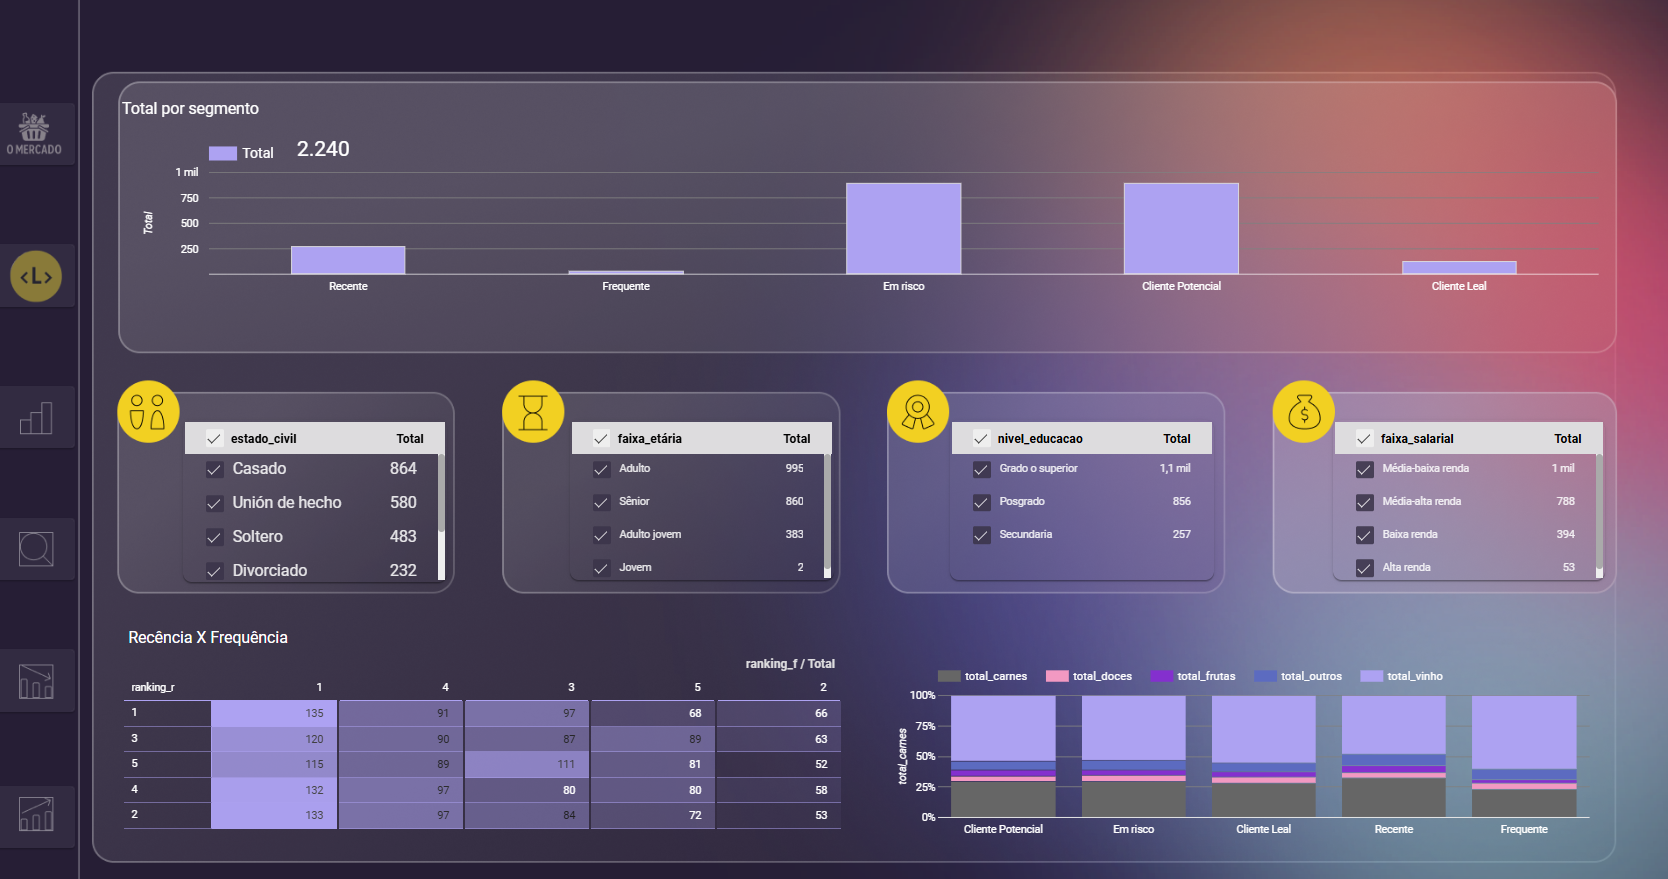 O MERCADO
<L>
Total por segmento
Total 2.240
1 mil
750
500
250
Total
Recente Frequente Em risco Cliente Potencial Cliente Leal
estado_civil Total
Casado 864
Unión de hecho 580
Soltero 483
Divorciado 232
faixa_etária Total
Adulto 995
Sênior 860
Adulto jovem 383
Jovem 2
nivel_educacao Total
Grado o superior 1,1 mil
Posgrado 856
Secundaria 257
faixa_salarial Total
Média-baixa renda 1 mil
Média-alta renda 788
Baixa renda 394
Alta renda 53
Recência X Frequência
ranking_f / Total
ranking_r 1 4 3 5 2
1 135 91 97 68 66
3 120 90 87 89 63
5 115 89 111 81 52
4 132 97 80 80 58
2 133 97 84 72 53
total_carnes total_doces total_frutas total_outros total_vinho
100%
75%
50%
25%
0%
total_carnes
Cliente Potencial Em risco Cliente Leal Recente Frequente